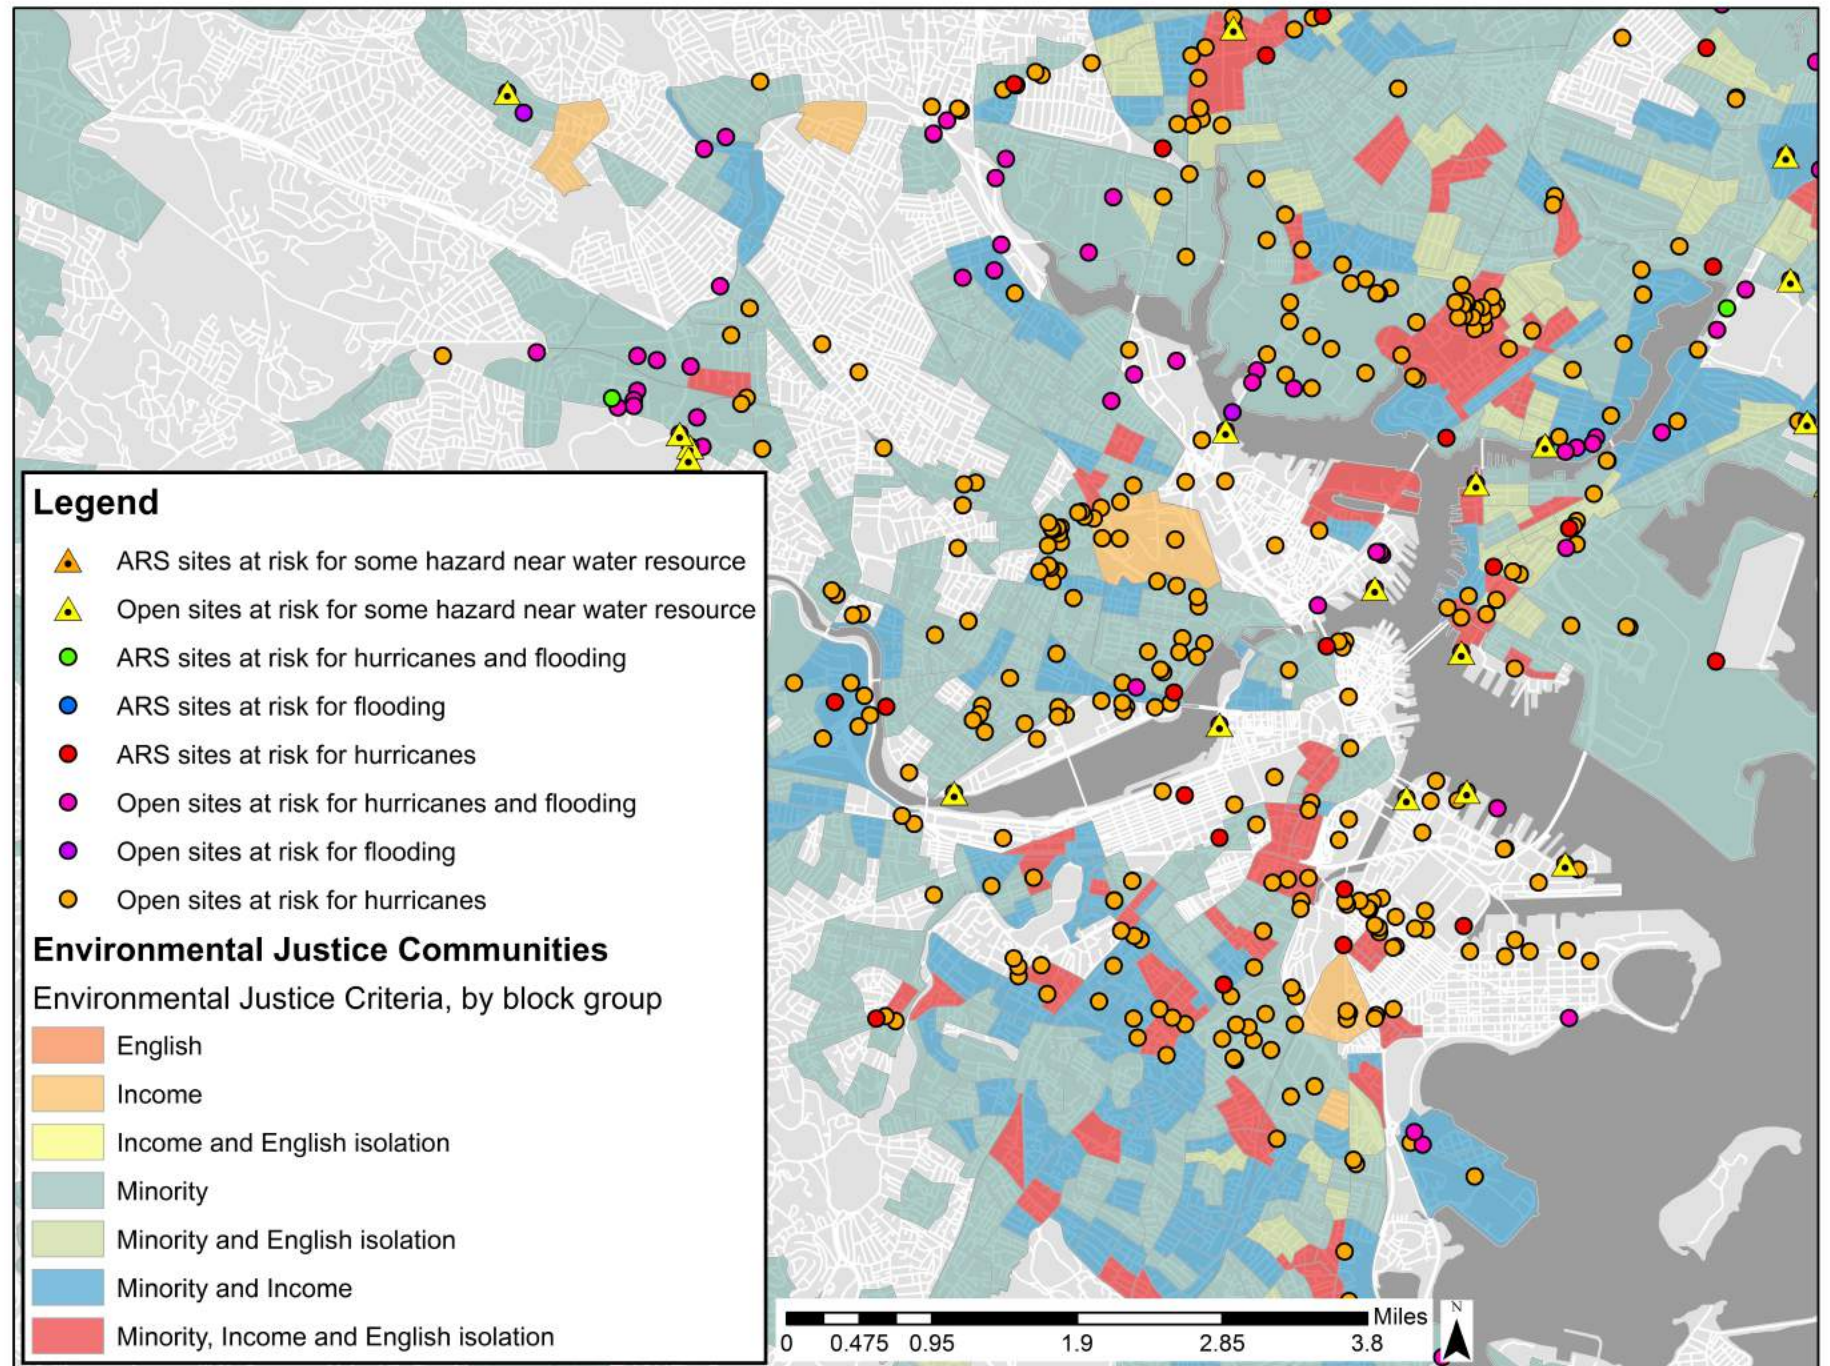 Legend
ARS sites at risk for some hazard near water resource
Open sites at risk for some hazard near water resource
ARS sites at risk for hurricanes and flooding
ARS sites at risk for flooding
ARS sites at risk for hurricanes
Open sites at risk for hurricanes and flooding
Open sites at risk for flooding
Open sites at risk for hurricanes
Environmental Justice Communities
Environmental Justice Criteria, by block group
English
Income
Income and English isolation
Minority
Minority and English isolation
Minority and Income
Minority, Income and English isolation
Miles
0 0.475 0.95 1.9 2.85 3.8
N